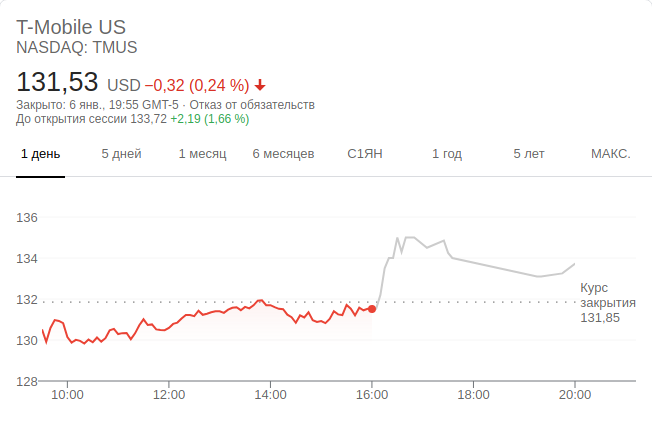 T-Mobile US
NASDAQ: TMUS
131,53 USD −0,32 (0,24 %)
Закрыто: 6 янв., 19:55 GMT-5 · Отказ от обязательств
До открытия сессии 133,72 +2,19 (1,66 %)
1 день 5 дней 1 месяц 6 месяцев С1ЯН 1 год 5 лет МАКС.
136
134
132
130
128
Курс
закрытия
131,85
10:00 12:00 14:00 16:00 18:00 20:00